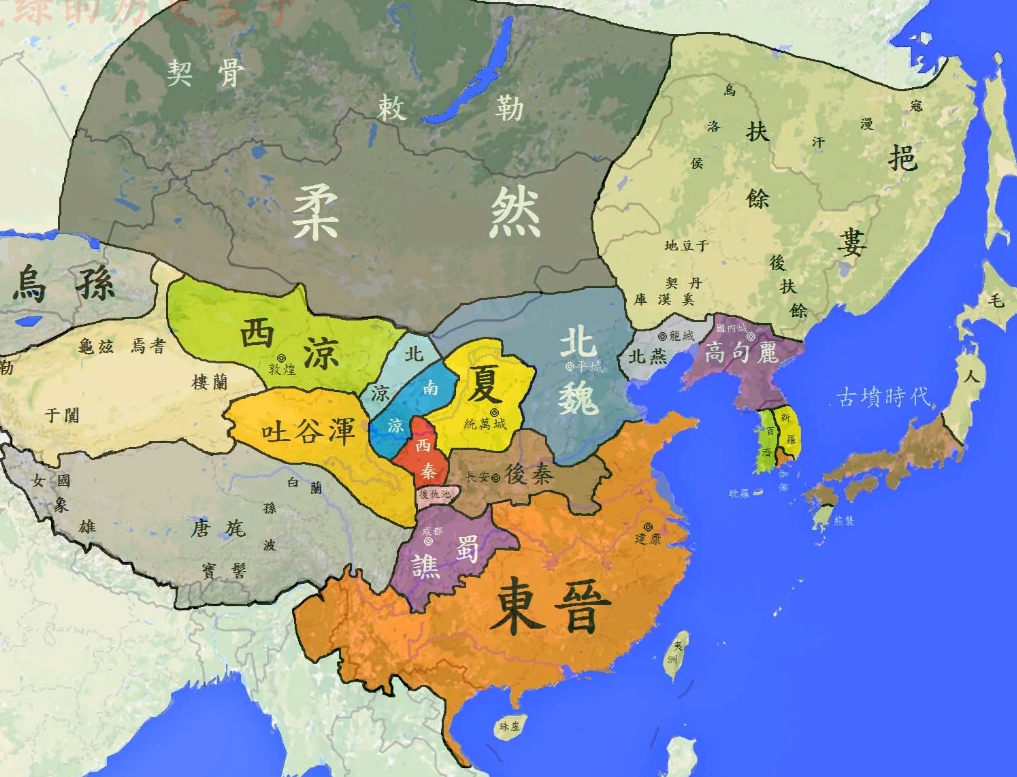 契骨
敕勒
柔然
烏洛侯
扶餘
寇漫汗
挹婁
地豆于
契丹
庫漠奚
後扶餘
烏孫
龜茲
焉耆
勒
樓蘭
于闐
西涼
敦煌
北涼
南涼
夏
統萬城
北魏
平城
北燕
龍城
國內城
高句麗
古墳時代
毛人
百濟
新羅
耽羅
熊襲
吐谷渾
西秦
後仇池
長安
後秦
女國
象雄
白蘭
孫波
唐旄
寶髻
成都
譙蜀
建康
東晉
夷洲
珠崖